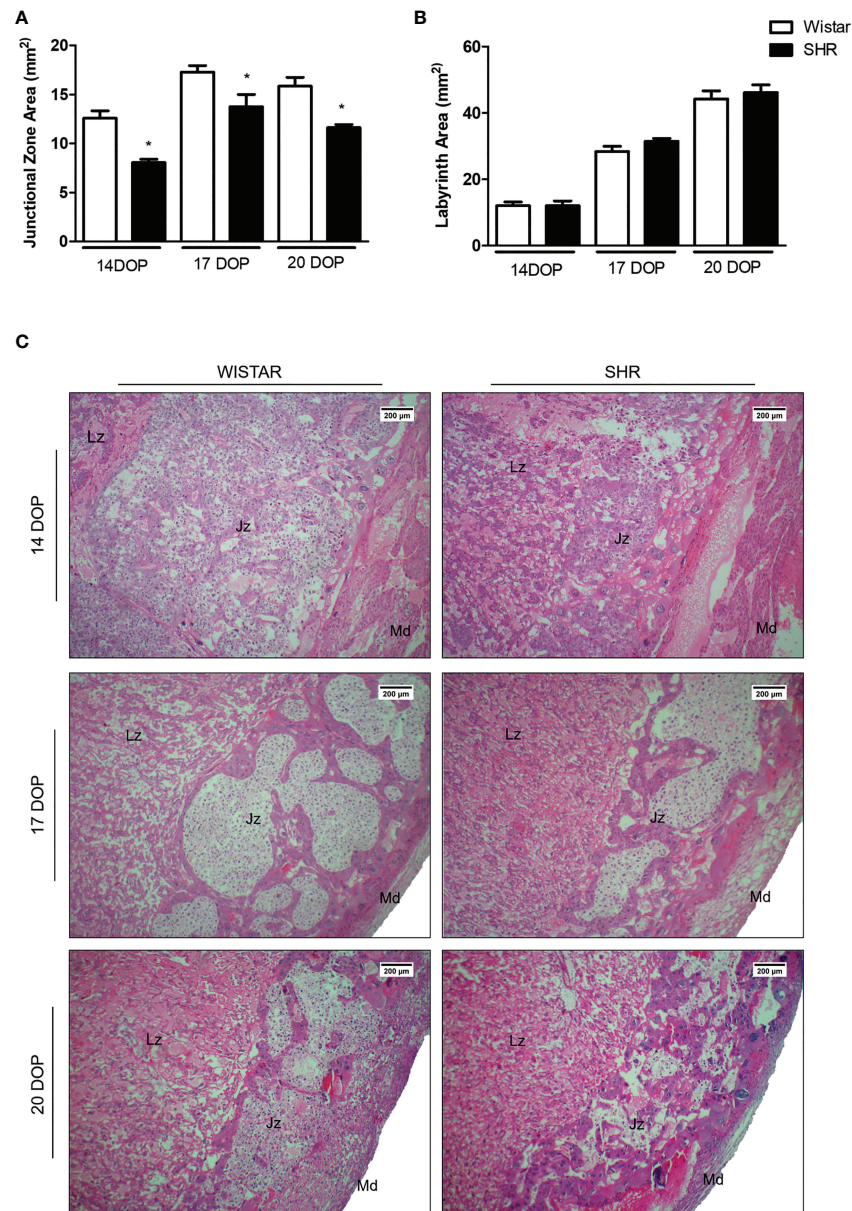 A
Junctional Zone Area (mm²)
20
15
10
5
0
*
*
*
14DOP
17 DOP
20 DOP
B
Wistar
SHR
Labyrinth Area (mm²)
60
40
20
0
14DOP
17 DOP
20 DOP
C
WISTAR
SHR
14 DOP
Lz
Jz
Md
200 µm
Lz
Jz
Md
200 µm
17 DOP
Lz
Jz
Md
200 µm
Lz
Jz
Md
200 µm
20 DOP
Lz
Jz
Md
200 µm
Lz
Jz
Md
200 µm